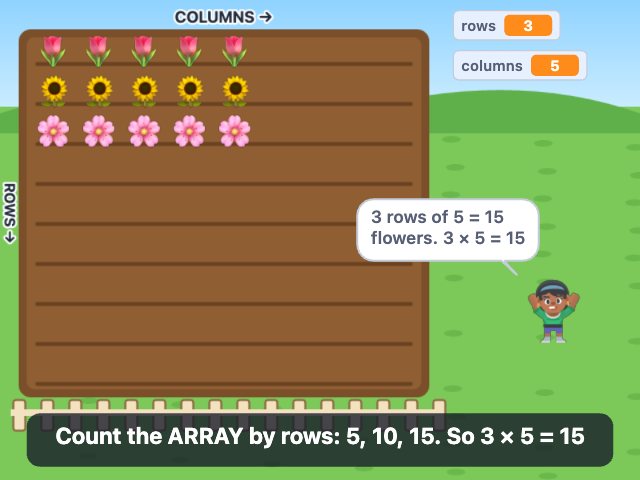 COLUMNS →
rows 3
columns 5
ROWS →
3 rows of 5 = 15
flowers. 3 × 5 = 15
Count the ARRAY by rows: 5, 10, 15. So 3 × 5 = 15